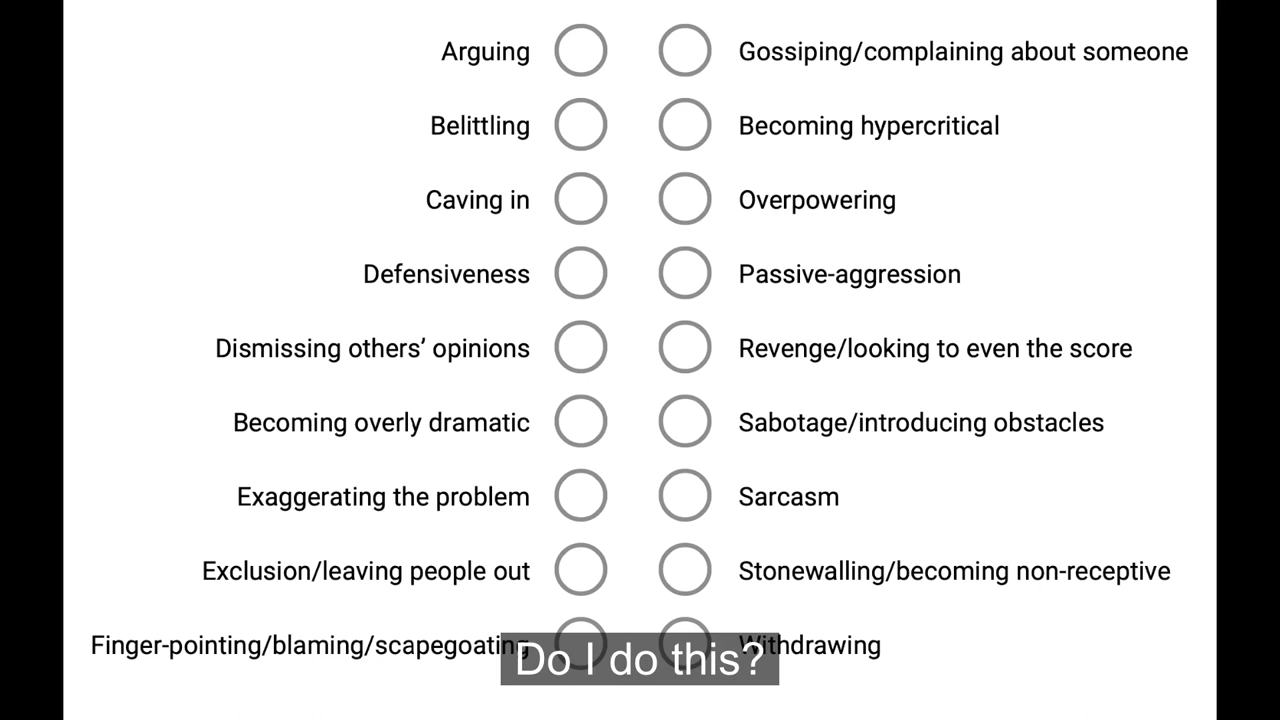 Arguing
Gossiping/complaining about someone
Belittling
Becoming hypercritical
Caving in
Overpowering
Defensiveness
Passive-aggression
Dismissing others’ opinions
Revenge/looking to even the score
Becoming overly dramatic
Sabotage/introducing obstacles
Exaggerating the problem
Sarcasm
Exclusion/leaving people out
Stonewalling/becoming non-receptive
Finger-pointing/blaming/scapegoating
Withdrawing
Do I do this?